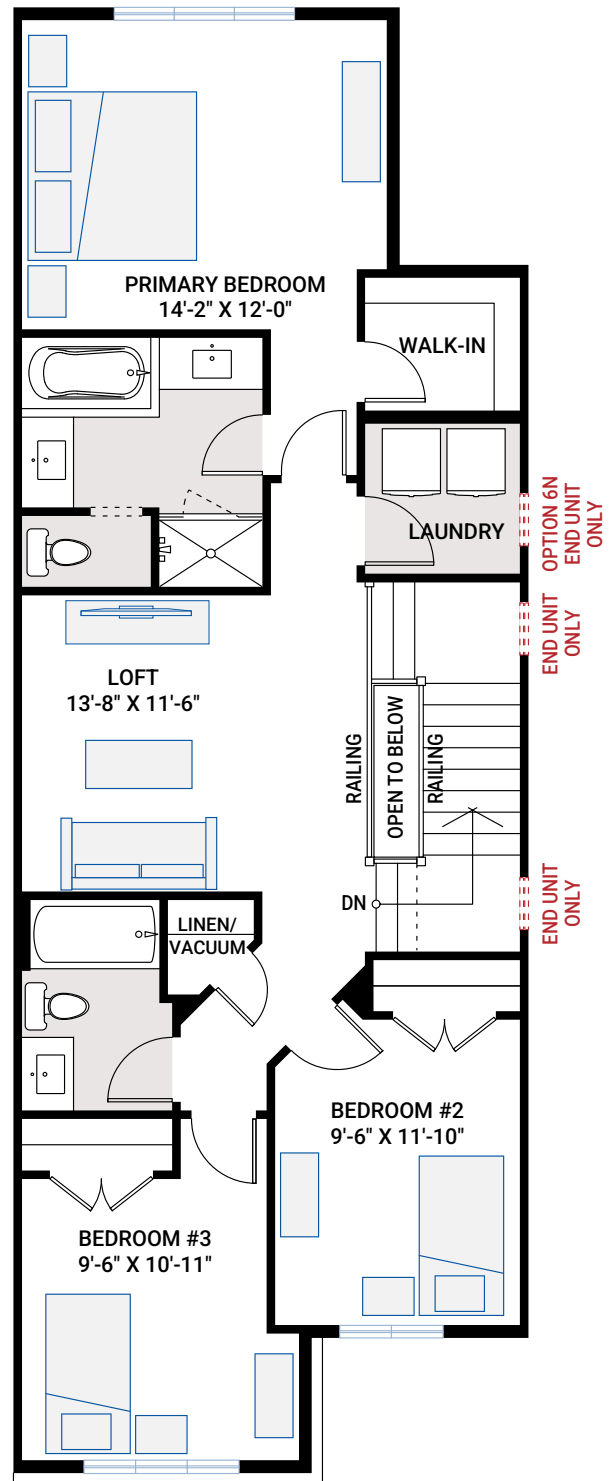 PRIMARY BEDROOM
14'-2" X 12'-0"
WALK-IN
LAUNDRY
OPTION 6N
END UNIT
ONLY
END UNIT
ONLY
LOFT
13'-8" X 11'-6"
RAILING
OPEN TO BELOW
RAILING
DN
END UNIT
ONLY
LINEN/
VACUUM
BEDROOM #2
9'-6" X 11'-10"
BEDROOM #3
9'-6" X 10'-11"